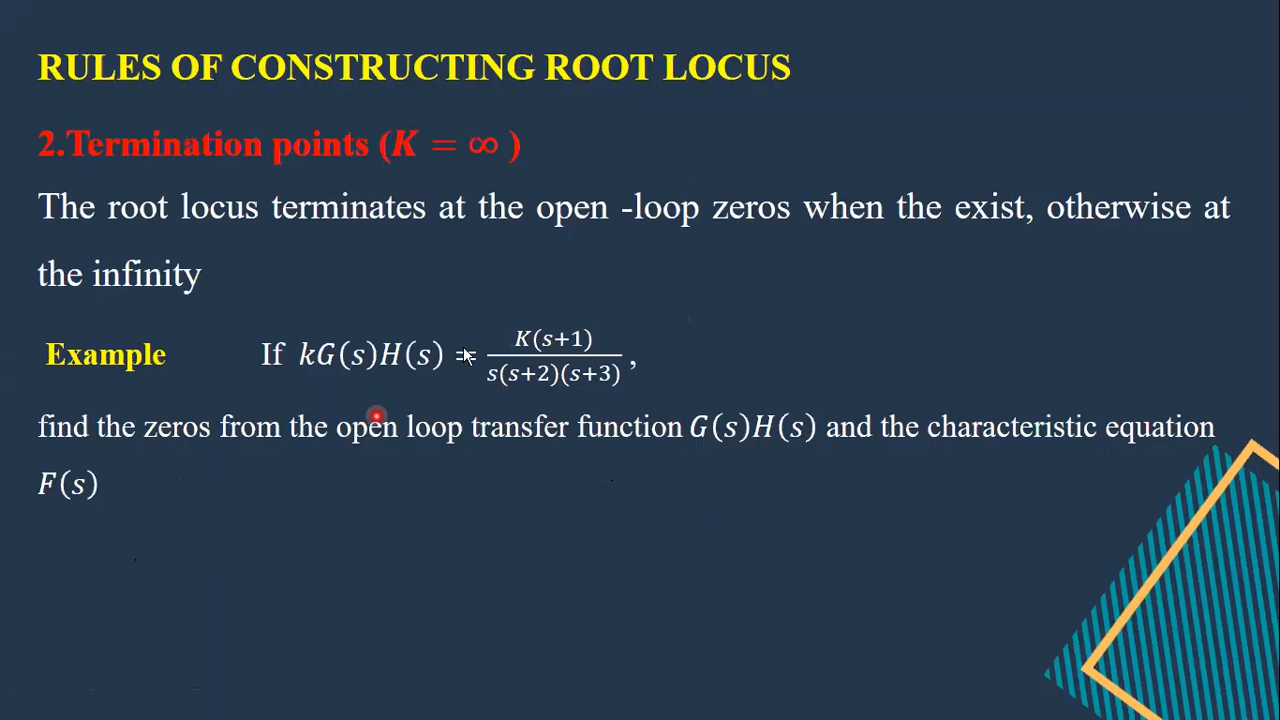 RULES OF CONSTRUCTING ROOT LOCUS
2.Termination points (K = ∞ )
The root locus terminates at the open -loop zeros when the exist, otherwise at
the infinity
Example If kG(s)H(s) = K(s+1)/s(s+2)(s+3) ,
find the zeros from the open loop transfer function G(s)H(s) and the characteristic equation
F(s)